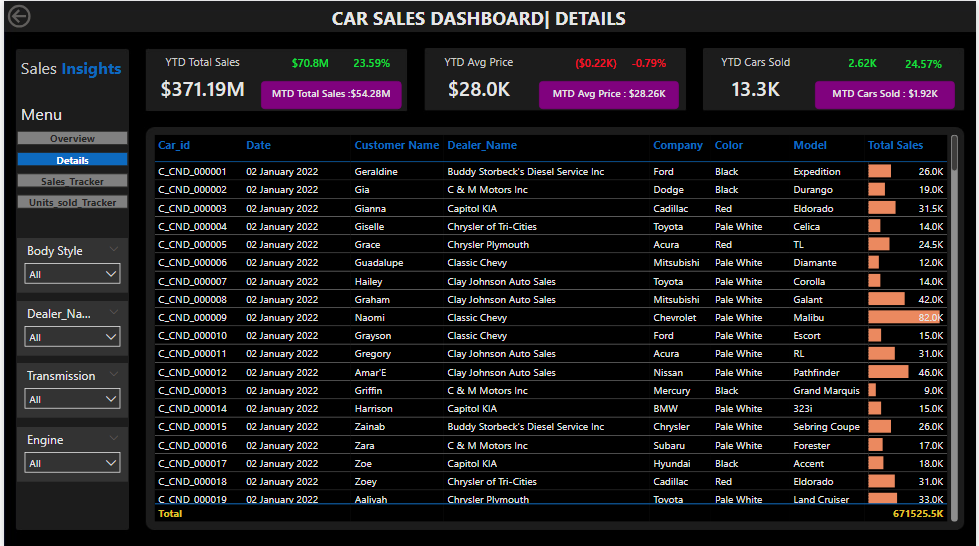 CAR SALES DASHBOARD| DETAILS
Sales Insights
Menu
Overview
Details
Sales_Tracker
Units_sold_Tracker
Body Style
All
Dealer_Na...
All
Transmission
All
Engine
All
YTD Total Sales $70.8M 23.59%
$371.19M MTD Total Sales :$54.28M
YTD Avg Price ($0.22K) -0.79%
$28.0K MTD Avg Price : $28.26K
YTD Cars Sold 2.62K 24.57%
13.3K MTD Cars Sold : $1.92K
Car_id Date Customer Name Dealer_Name Company Color Model Total Sales
C_CND_000001 02 January 2022 Geraldine Buddy Storbeck's Diesel Service Inc Ford Black Expedition 26.0K
C_CND_000002 02 January 2022 Gia C & M Motors Inc Dodge Black Durango 19.0K
C_CND_000003 02 January 2022 Gianna Capitol KIA Cadillac Red Eldorado 31.5K
C_CND_000004 02 January 2022 Giselle Chrysler of Tri-Cities Toyota Pale White Celica 14.0K
C_CND_000005 02 January 2022 Grace Chrysler Plymouth Acura Red TL 24.5K
C_CND_000006 02 January 2022 Guadalupe Classic Chevy Mitsubishi Pale White Diamante 12.0K
C_CND_000007 02 January 2022 Hailey Clay Johnson Auto Sales Toyota Pale White Corolla 14.0K
C_CND_000008 02 January 2022 Graham Clay Johnson Auto Sales Mitsubishi Pale White Galant 42.0K
C_CND_000009 02 January 2022 Naomi Classic Chevy Chevrolet Pale White Malibu 82.0K
C_CND_000010 02 January 2022 Grayson Classic Chevy Ford Pale White Escort 15.0K
C_CND_000011 02 January 2022 Gregory Clay Johnson Auto Sales Acura Pale White RL 31.0K
C_CND_000012 02 January 2022 Amar'E Clay Johnson Auto Sales Nissan Pale White Pathfinder 46.0K
C_CND_000013 02 January 2022 Griffin C & M Motors Inc Mercury Black Grand Marquis 9.0K
C_CND_000014 02 January 2022 Harrison Capitol KIA BMW Pale White 323i 15.0K
C_CND_000015 02 January 2022 Zainab Buddy Storbeck's Diesel Service Inc Chrysler Pale White Sebring Coupe 26.0K
C_CND_000016 02 January 2022 Zara C & M Motors Inc Subaru Pale White Forester 17.0K
C_CND_000017 02 January 2022 Zoe Capitol KIA Hyundai Black Accent 18.0K
C_CND_000018 02 January 2022 Zoey Chrysler of Tri-Cities Cadillac Red Eldorado 31.0K
C_CND_000019 02 January 2022 Aaliyah Chrysler Plymouth Toyota Pale White Land Cruiser 33.0K
Total 671525.5K